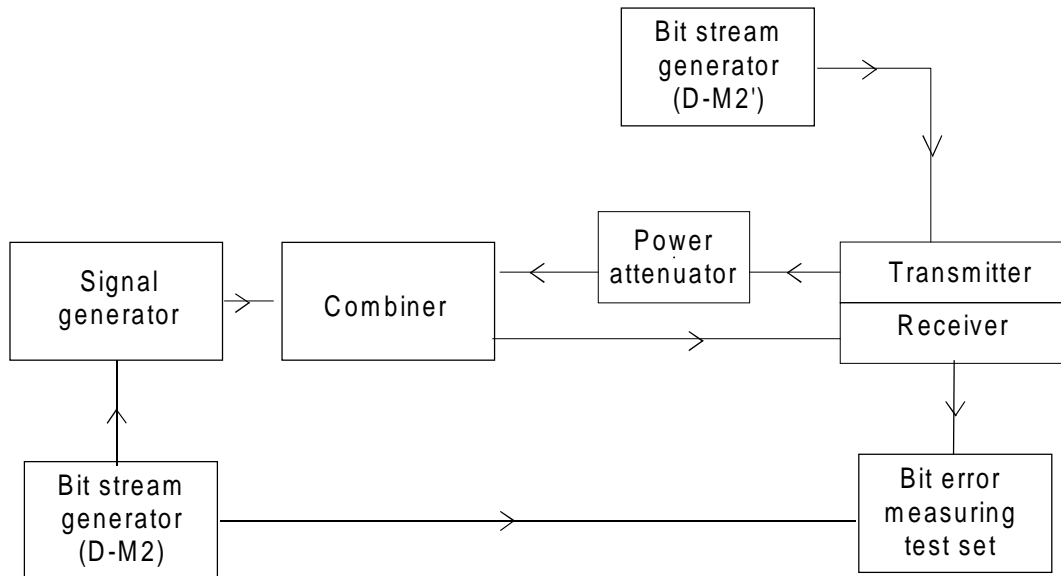 Bit stream
generator
(D-M2')
Power
attenuator
Signal
generator
Combiner
Transmitter
Receiver
Bit stream
generator
(D-M2)
Bit error
measuring
test set